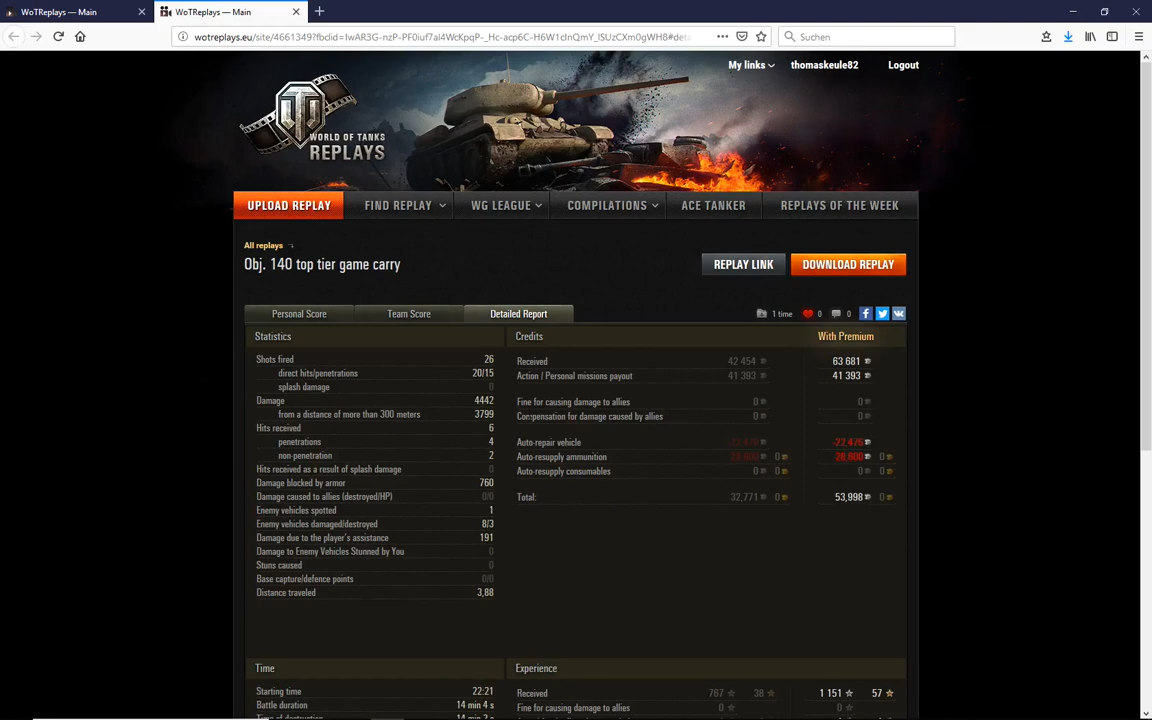 WoTReplays — Main
WoTReplays — Main
wotreplays.eu/site/4661349?fbclid=IwAR3G-nzP-PF0iuf7al4WcKpqP-_Hc-acp6C-H6W1cInQmY_lSUzCXm0gWH8#deta
Suchen
My links
thomaskeule82
Logout
WORLD OF TANKS
REPLAYS
UPLOAD REPLAY FIND REPLAY WG LEAGUE COMPILATIONS ACE TANKER REPLAYS OF THE WEEK
All replays
Obj. 140 top tier game carry
REPLAY LINK DOWNLOAD REPLAY
Personal Score Team Score Detailed Report 1 time 0 0
Statistics Credits With Premium
Shots fired 26 Received 42 454 63 681
direct hits/penetrations 20/15 Action / Personal missions payout 41 393 41 393
splash damage 0
Damage 4442 Fine for causing damage to allies 0 0
from a distance of more than 300 meters 3799 Compensation for damage caused by allies 0 0
Hits received 6
penetrations 4 Auto-repair vehicle -22,476 -22,476
non-penetration 2 Auto-resupply ammunition -28,600 0 -28,600 0
Hits received as a result of splash damage 0 Auto-resupply consumables 0 0 0 0
Damage blocked by armor 760
Damage caused to allies (destroyed/HP) 0/0 Total: 32,771 0 53,998 0
Enemy vehicles spotted 1
Enemy vehicles damaged/destroyed 8/3
Damage due to the player's assistance 191
Damage to Enemy Vehicles Stunned by You 0
Stuns caused 0
Base capture/defence points 0/0
Distance traveled 3,88
Time Experience
Starting time 22:21 Received 767 38 1 151 57
Battle duration 14 min 4 s Fine for causing damage to allies 0 0